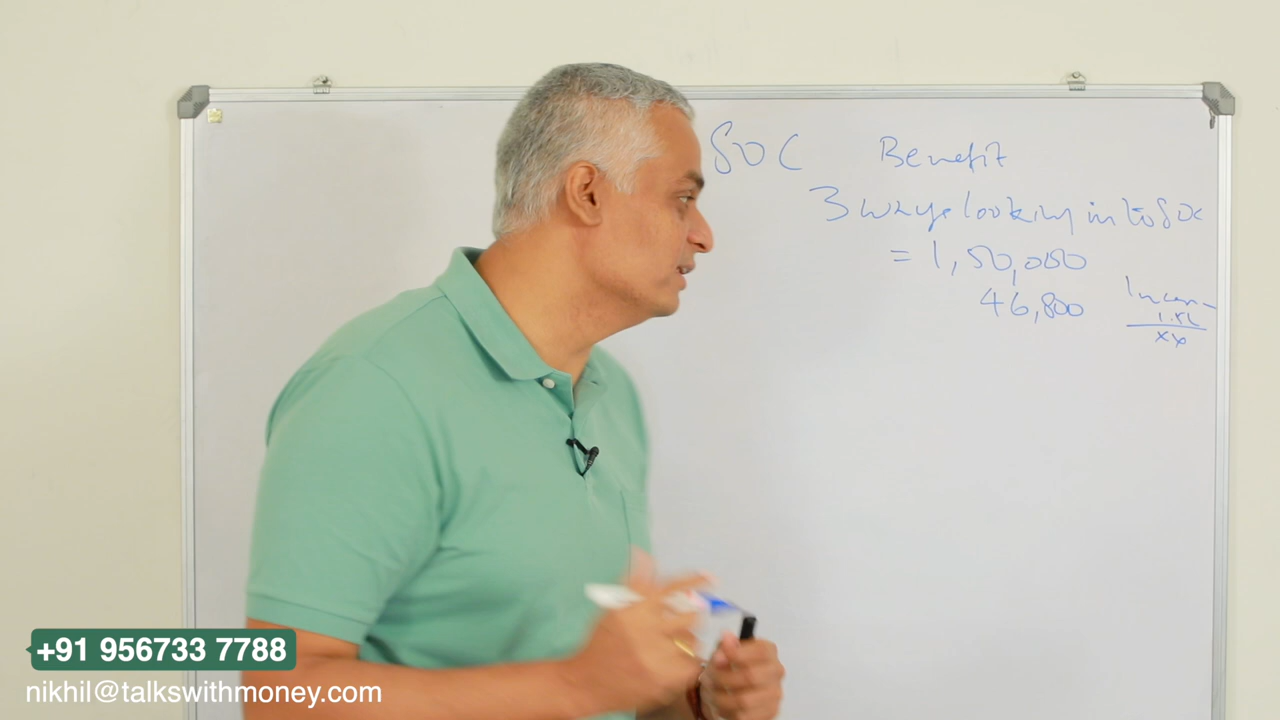 80C Benefit
3 ways looking into 80C
= 1,50,000
46,800
1.5L
xx
+91 956733 7788
nikhil@talkswithmoney.com